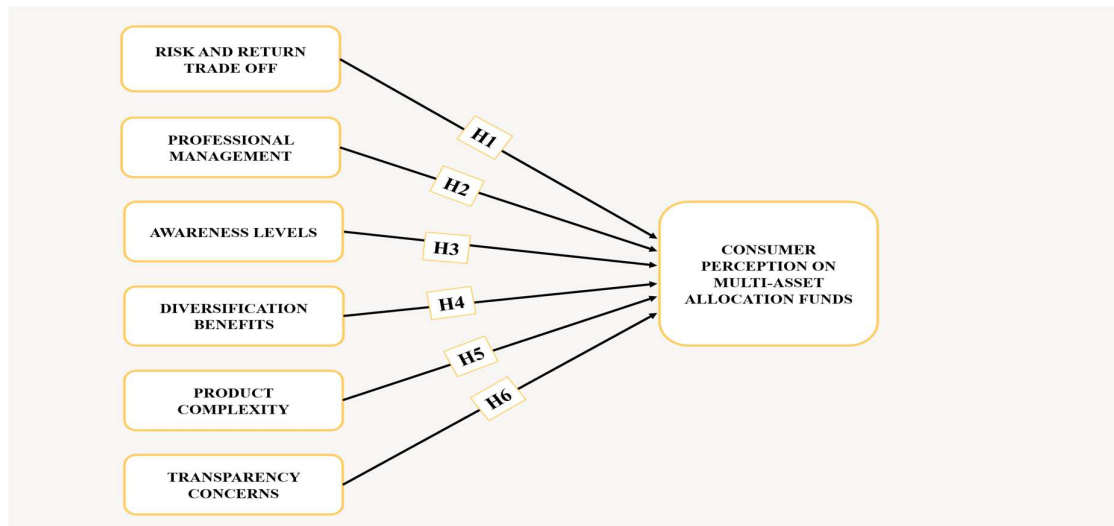 RISK AND RETURN
TRADE OFF
H1
PROFESSIONAL
MANAGEMENT
H2
AWARENESS LEVELS
H3
DIVERSIFICATION
BENEFITS
H4
PRODUCT
COMPLEXITY
H5
TRANSPARENCY
CONCERNS
H6
CONSUMER
PERCEPTION ON
MULTI-ASSET
ALLOCATION FUNDS